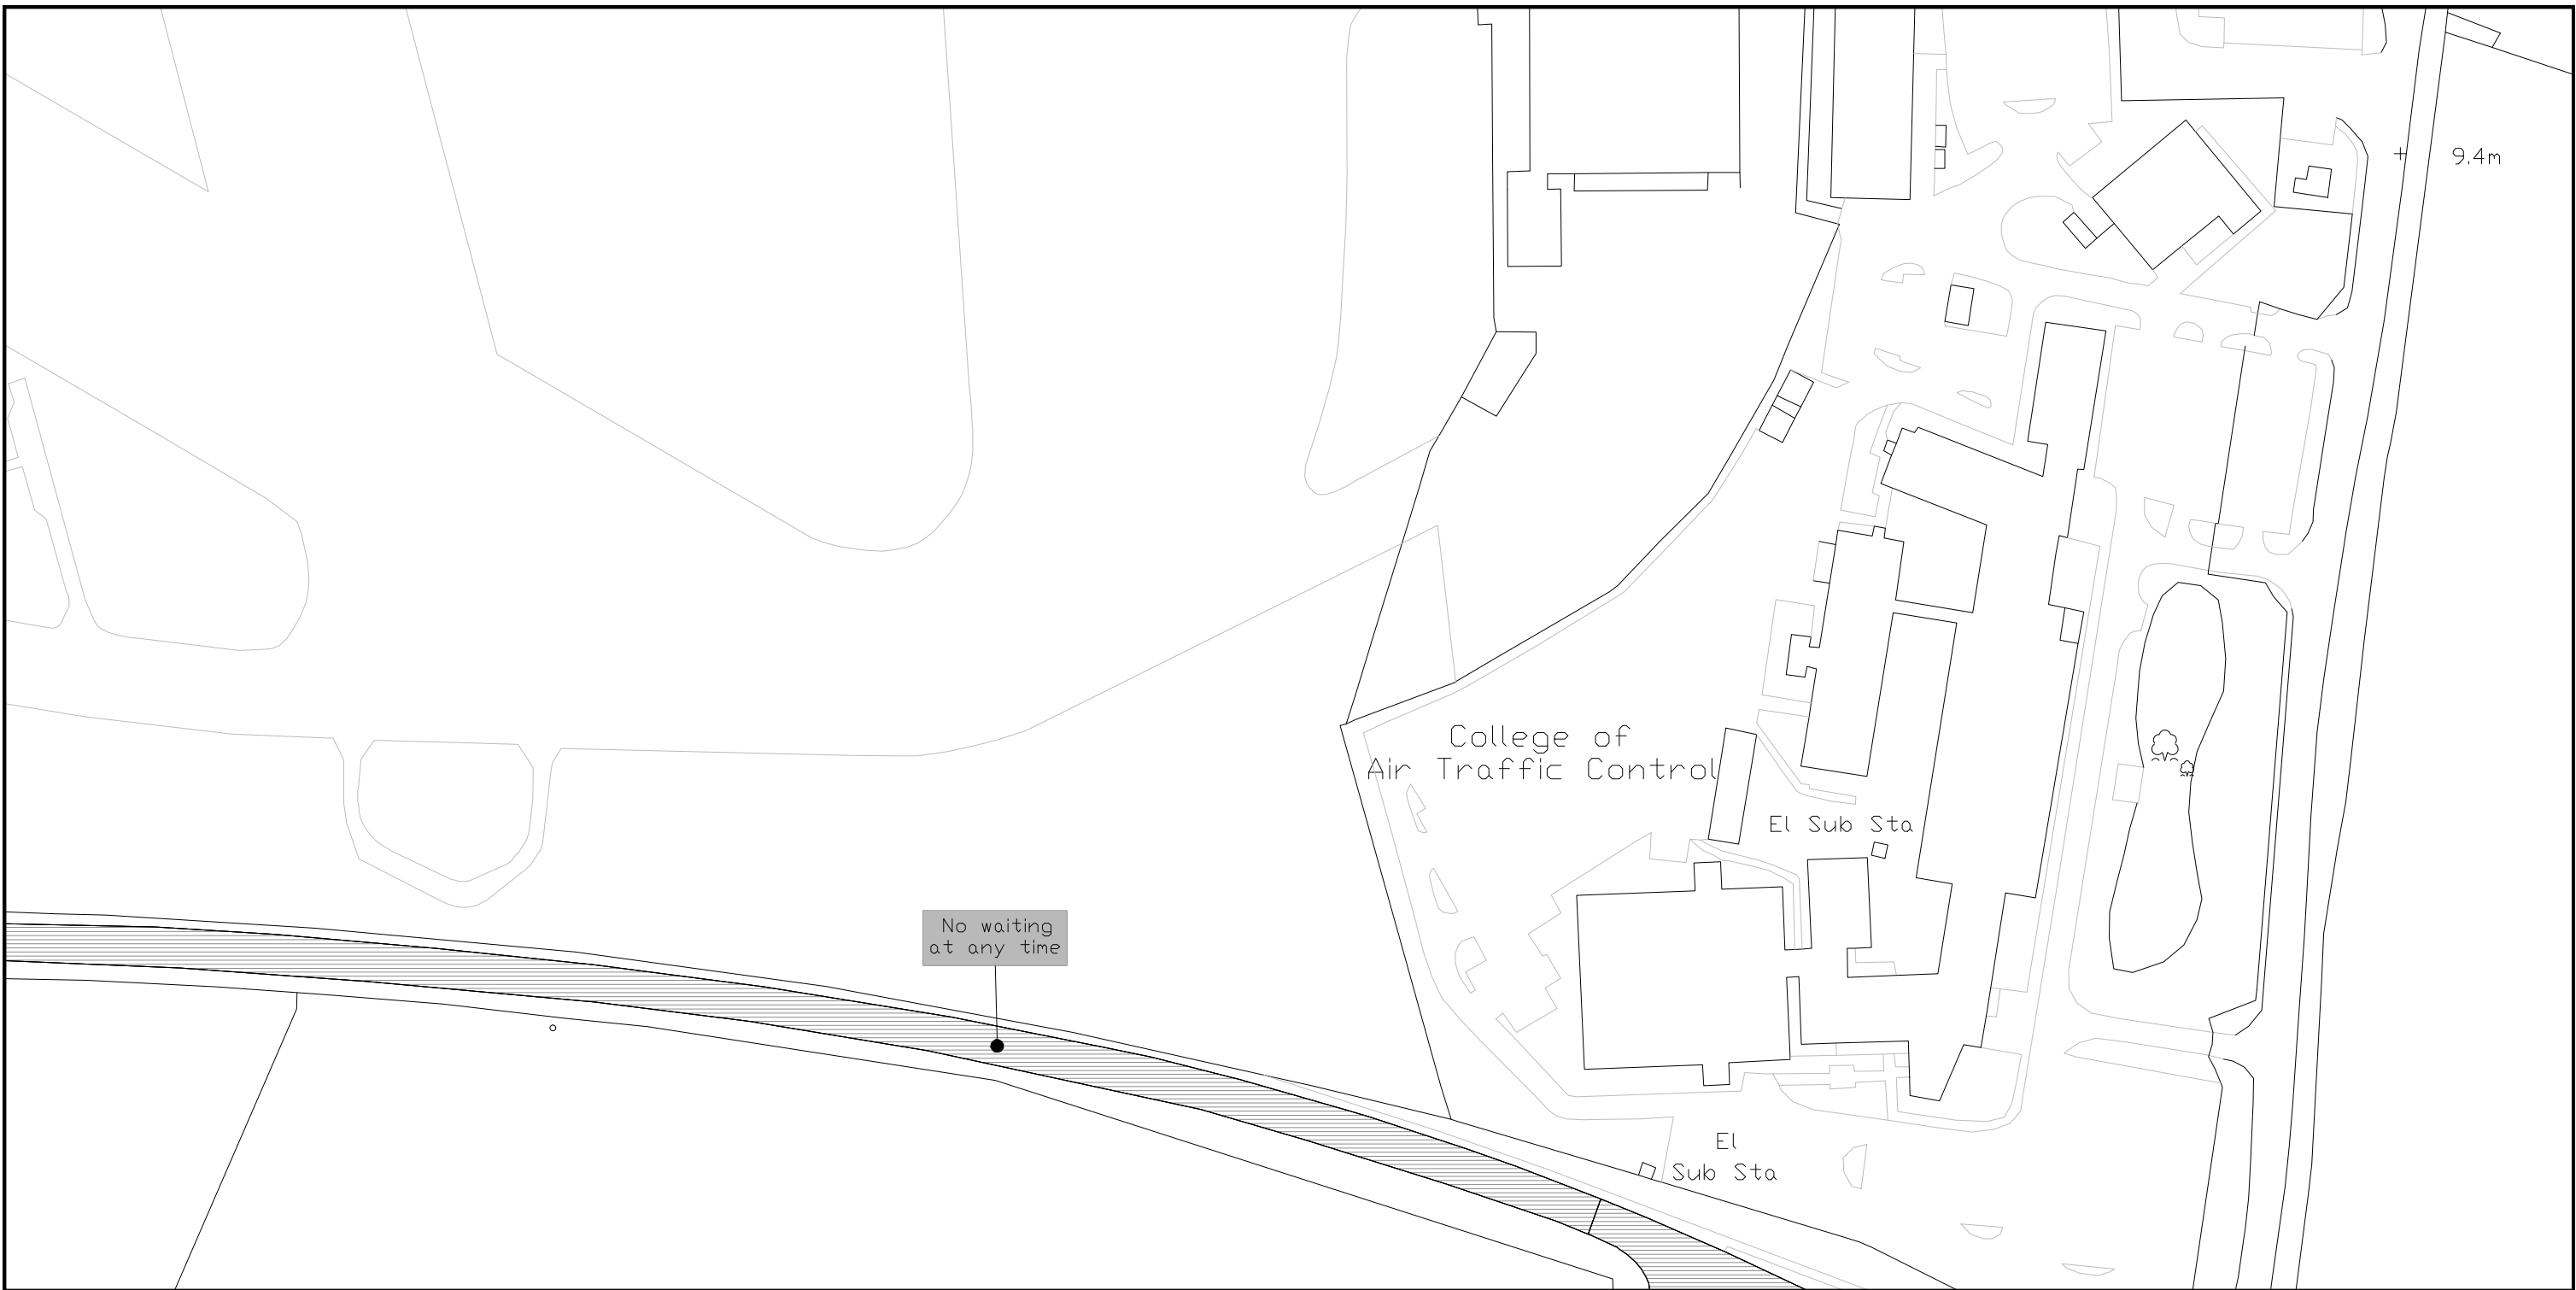 9.4m
College of
Air Traffic Control
El Sub Sta
No waiting
at any time
El
Sub Sta